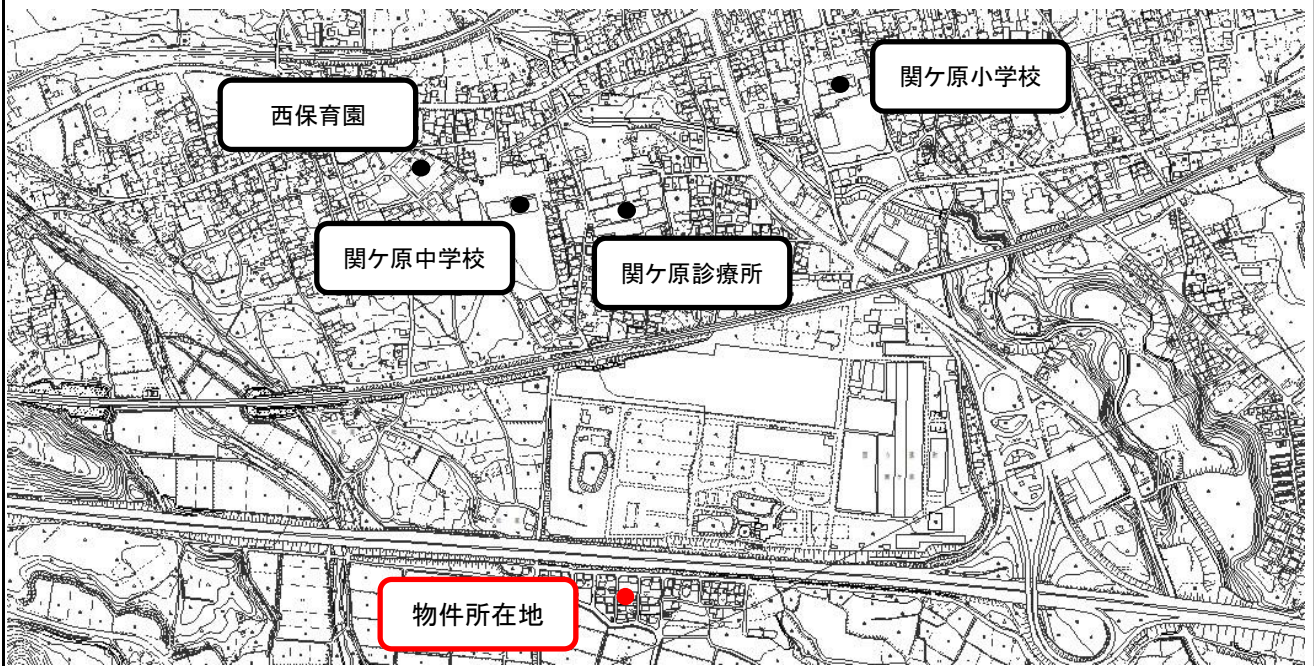 関ケ原小学校
西保育園
関ケ原中学校
関ケ原診療所
物件所在地